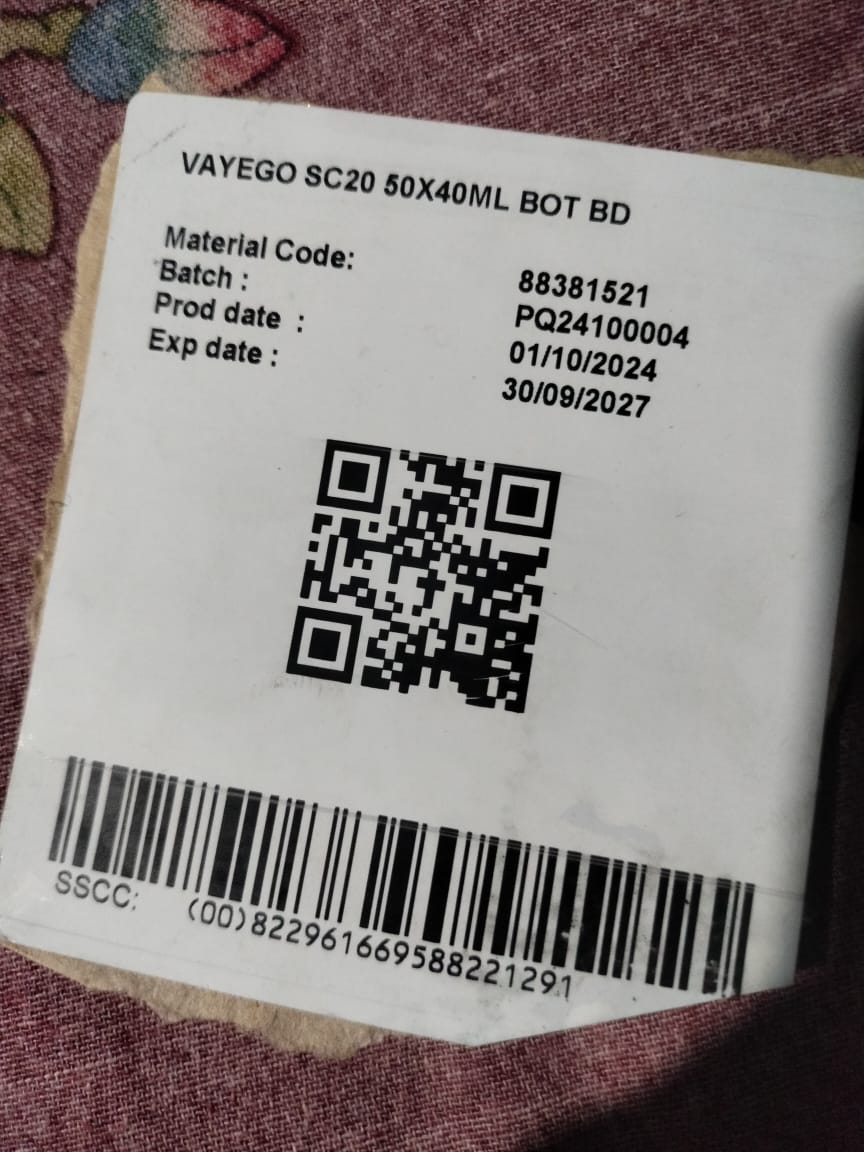 VAYEGO SC20 50X40ML BOT BD
Material Code: 88381521
Batch : PQ24100004
Prod date : 01/10/2024
Exp date : 30/09/2027
SSCC: (00)822961669588221291